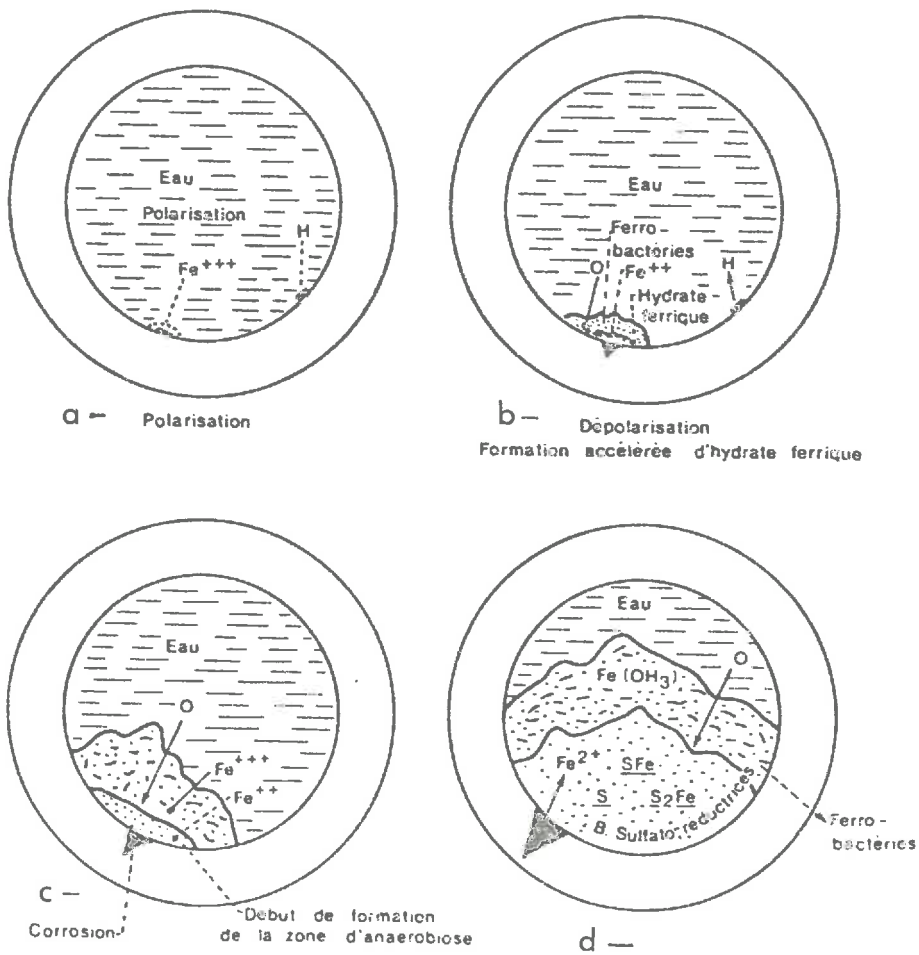 Eau
Polarisation
H
Fe+++
a – Polarisation
Eau
Ferro-
bactéries
O
Fe++
H
Hydrate-
ferrique
b –
Dépolarisation
Formation accélérée d'hydrate ferrique
Eau
O
Fe+++
Fe++
c –
Corrosion
Début de formation
de la zone d'anaerobiose
Eau
O
Fe (OH3)
Fe2+
SFe
S
S2Fe
B. Sulfato-reductrices
Ferro-
bactéries
d —